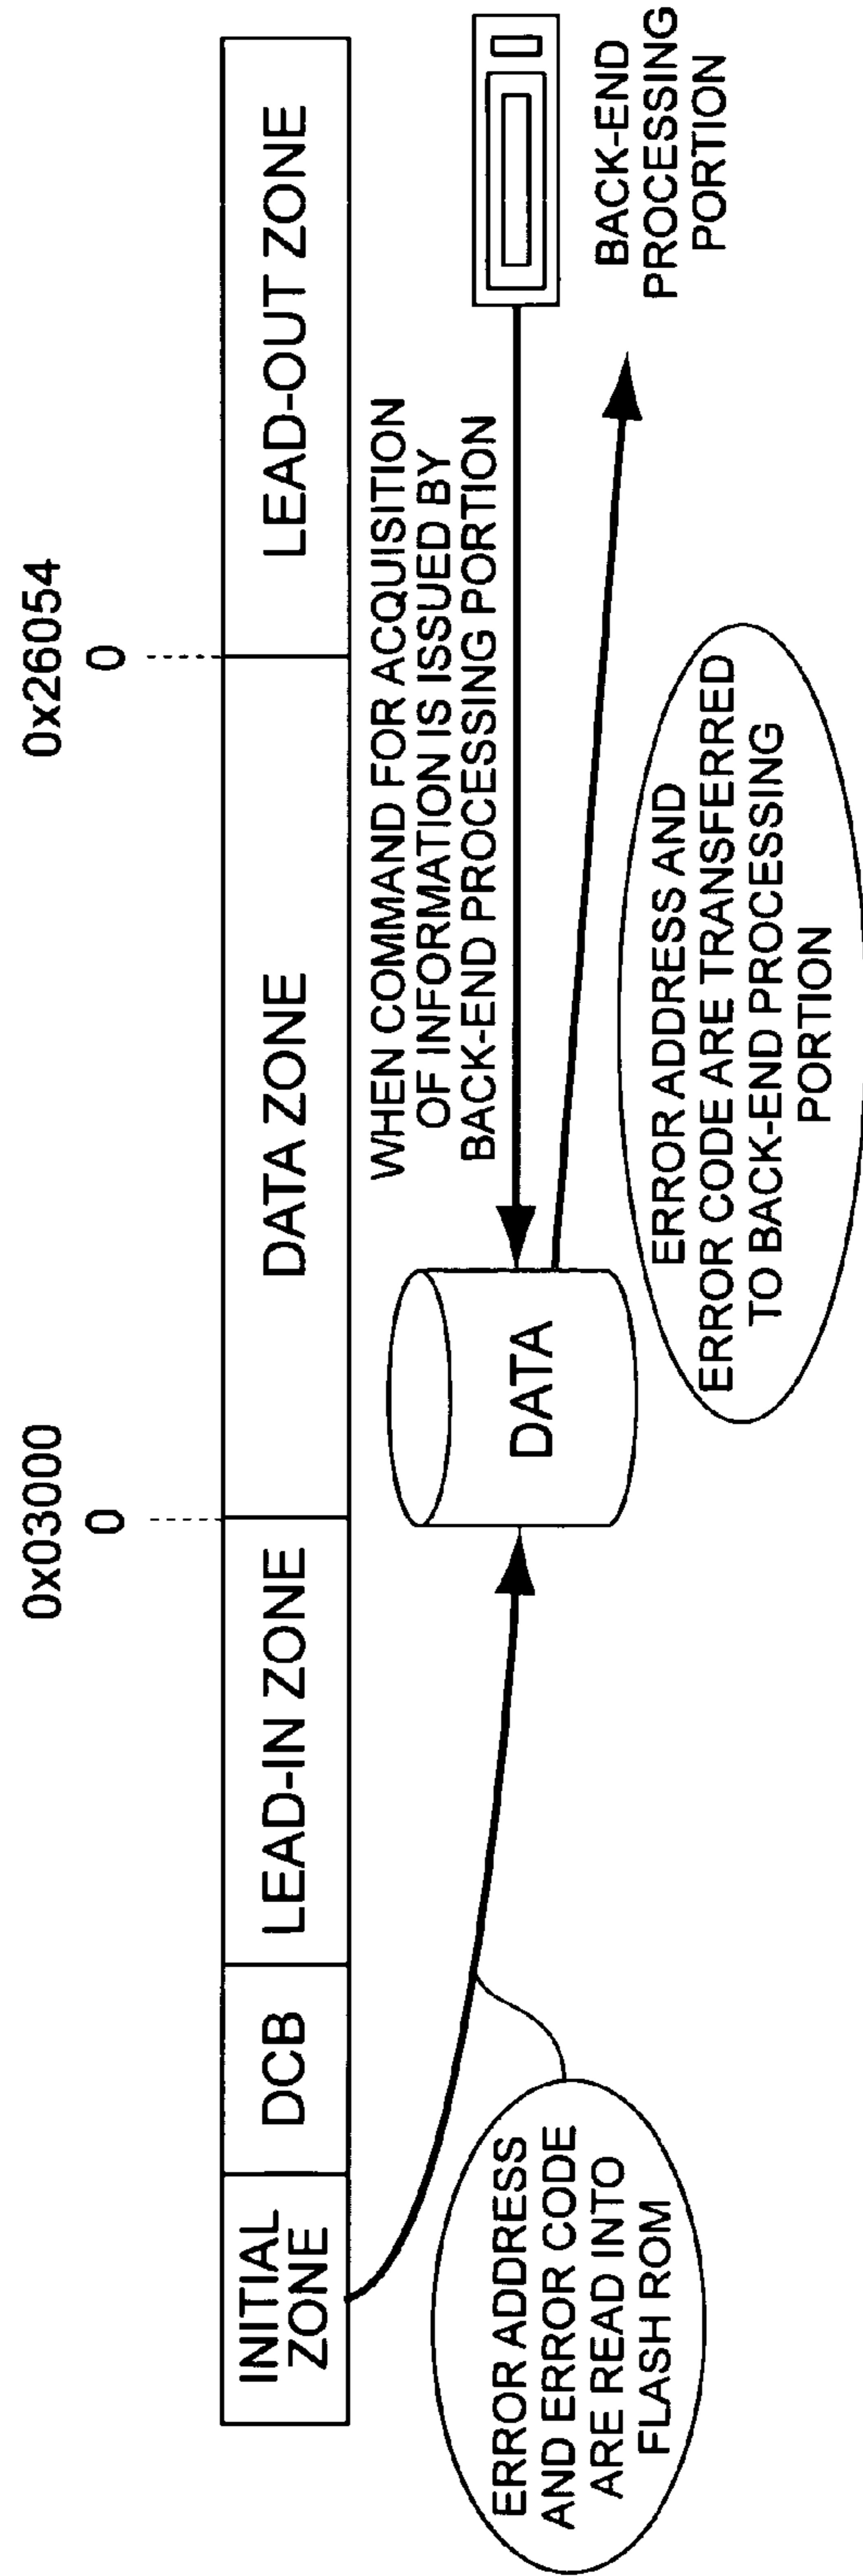 0x03000
0
0x26054
0
INITIAL
ZONE
DCB
LEAD-IN ZONE
DATA ZONE
LEAD-OUT ZONE
WHEN COMMAND FOR ACQUISITION
OF INFORMATION IS ISSUED BY
BACK-END PROCESSING PORTION
DATA
BACK-END
PROCESSING
PORTION
ERROR ADDRESS
AND ERROR CODE
ARE READ INTO
FLASH ROM
ERROR ADDRESS AND
ERROR CODE ARE TRANSFERRED
TO BACK-END PROCESSING
PORTION